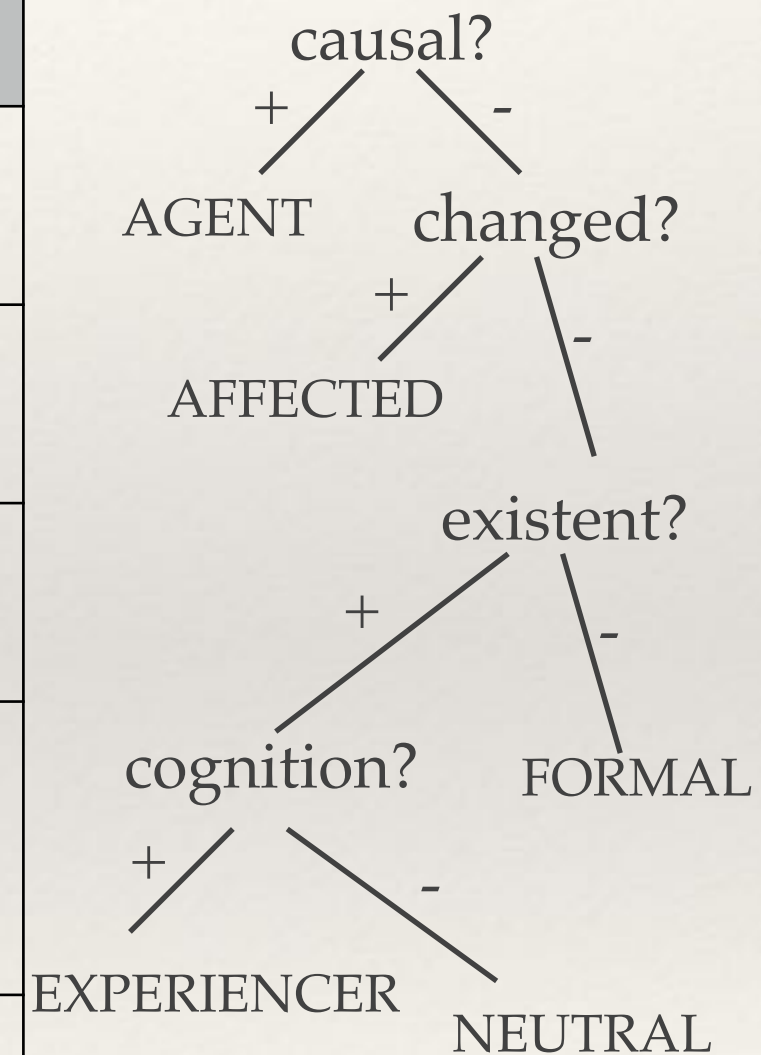 causal?
+ -
AGENT changed?
+
-
AFFECTED
existent?
+
-
cognition?
FORMAL
+
-
EXPERIENCER
NEUTRAL